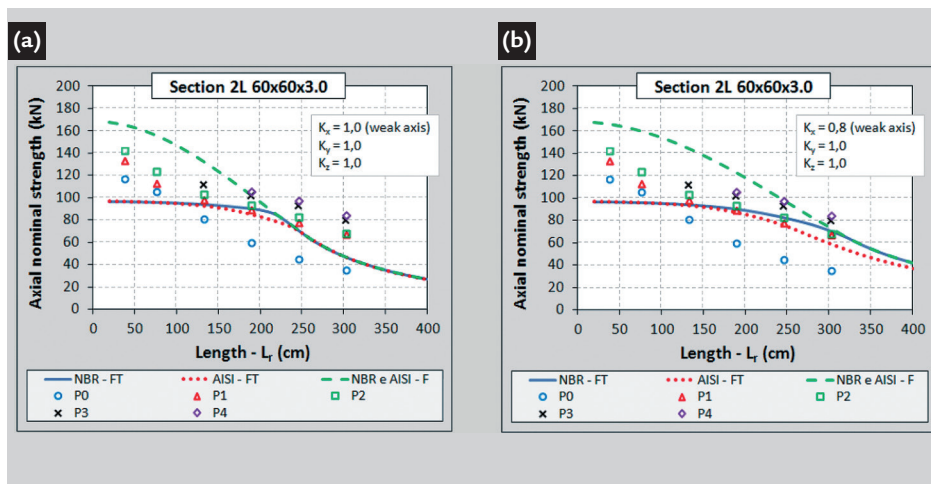 (a)
Section 2L 60x60x3.0
Kx = 1,0 (weak axis)
Ky = 1,0
Kz = 1,0
Axial nominal strength (kN)
200
180
160
140
120
100
80
60
40
20
0
0 50 100 150 200 250 300 350 400
Length - Lr (cm)
NBR - FT AISI - FT NBR e AISI - F
P0 P1 P2
P3 P4
(b)
Section 2L 60x60x3.0
Kx = 0,8 (weak axis)
Ky = 1,0
Kz = 1,0
Axial nominal strength (kN)
200
180
160
140
120
100
80
60
40
20
0
0 50 100 150 200 250 300 350 400
Length - Lr (cm)
NBR - FT AISI - FT NBR e AISI - F
P0 P1 P2
P3 P4